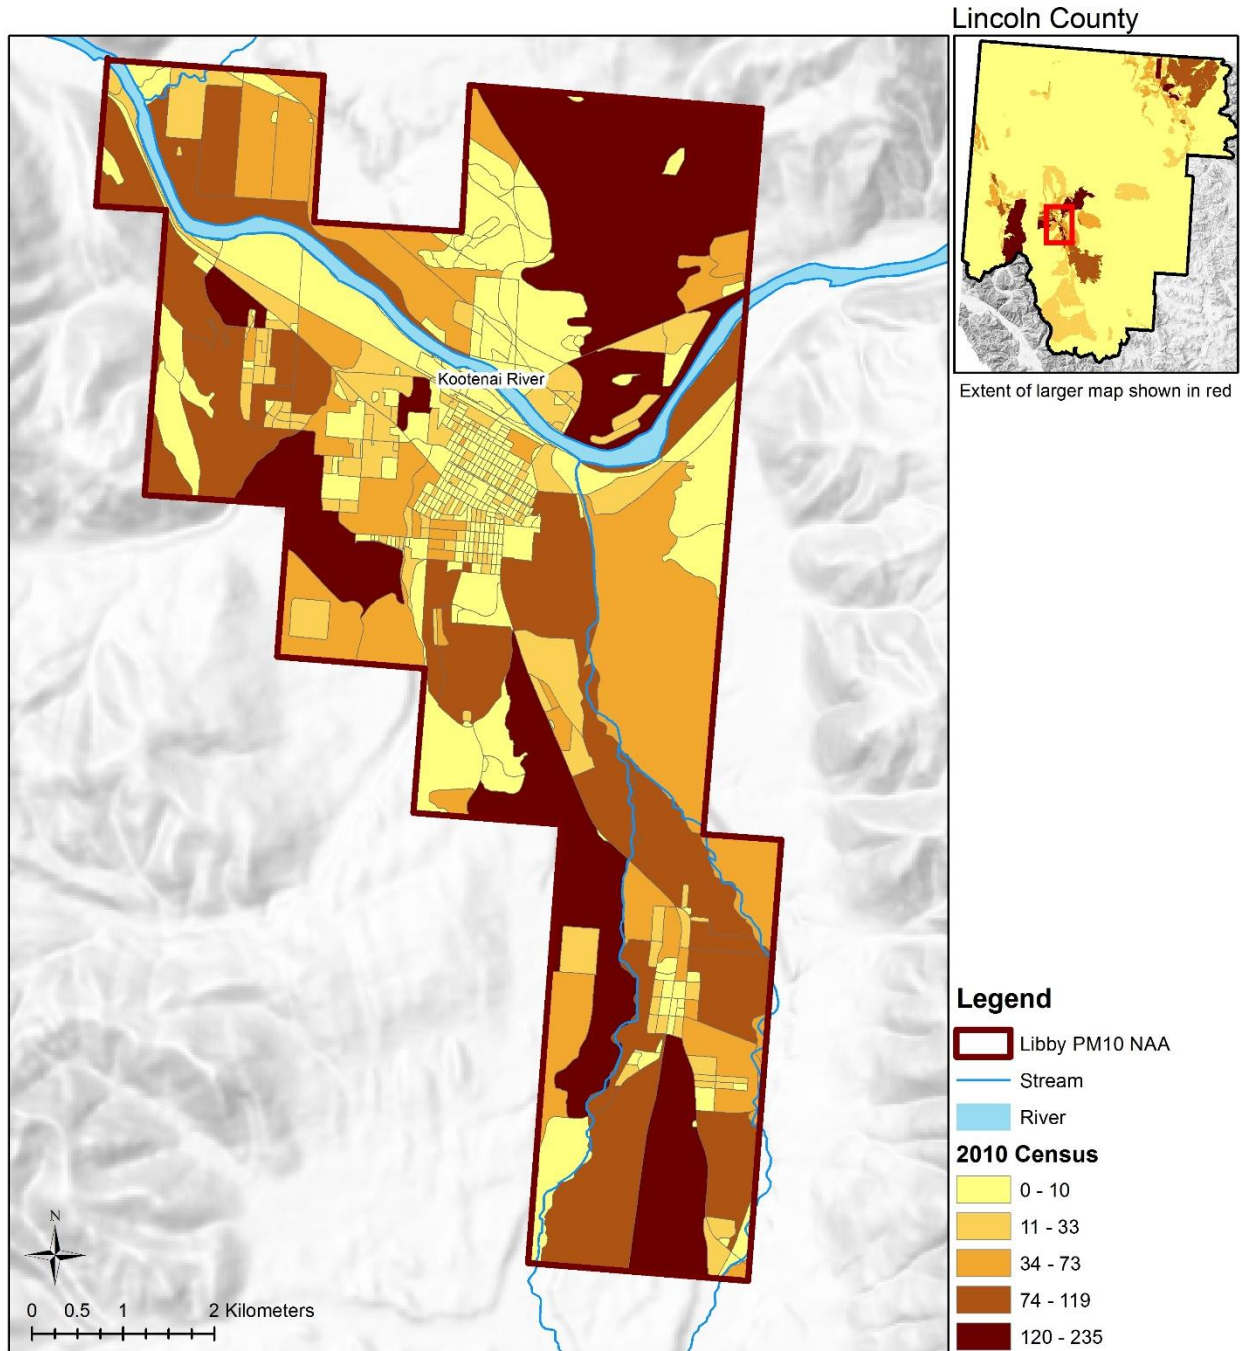 Lincoln County
Extent of larger map shown in red
Kootenai River
N
0 0.5 1 2 Kilometers
Legend
Libby PM10 NAA
Stream
River
2010 Census
0 - 10
11 - 33
34 - 73
74 - 119
120 - 235